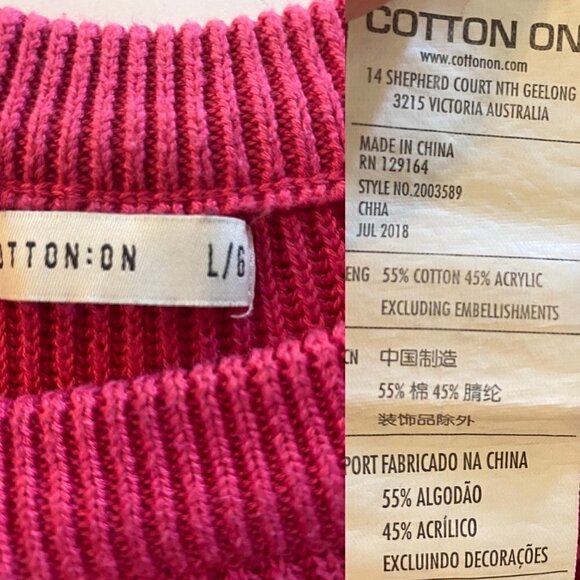 OTTON:ON L/6
COTTON ON
www.cottonon.com
14 SHEPHERD COURT NTH GEELONG
3215 VICTORIA AUSTRALIA
MADE IN CHINA
RN 129164
STYLE NO.2003589
CHHA
JUL 2018
ENG 55% COTTON 45% ACRYLIC
EXCLUDING EMBELLISHMENTS
CN 中国制造
55% 棉 45% 腈纶
装饰品除外
PORT FABRICADO NA CHINA
55% ALGODÃO
45% ACRÍLICO
EXCLUINDO DECORAÇÕES